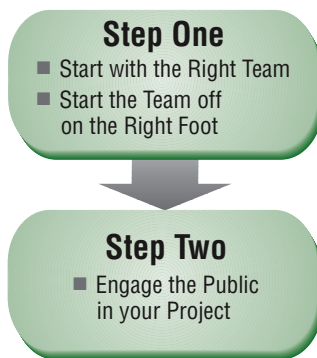 Step One
■ Start with the Right Team
■ Start the Team off
on the Right Foot
Step Two
■ Engage the Public
in your Project